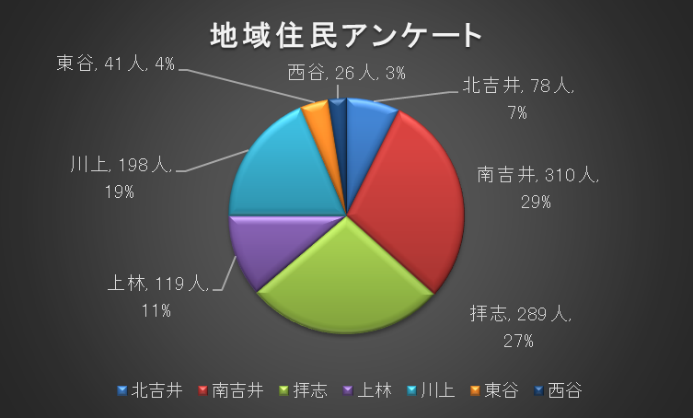 地域住民アンケート
東谷, 41人, 4%
西谷, 26人, 3%
北吉井, 78人,
7%
川上, 198人,
19%
南吉井, 310人,
29%
上林, 119人,
11%
拝志, 289人,
27%
北吉井 南吉井 拝志 上林 川上 東谷 西谷